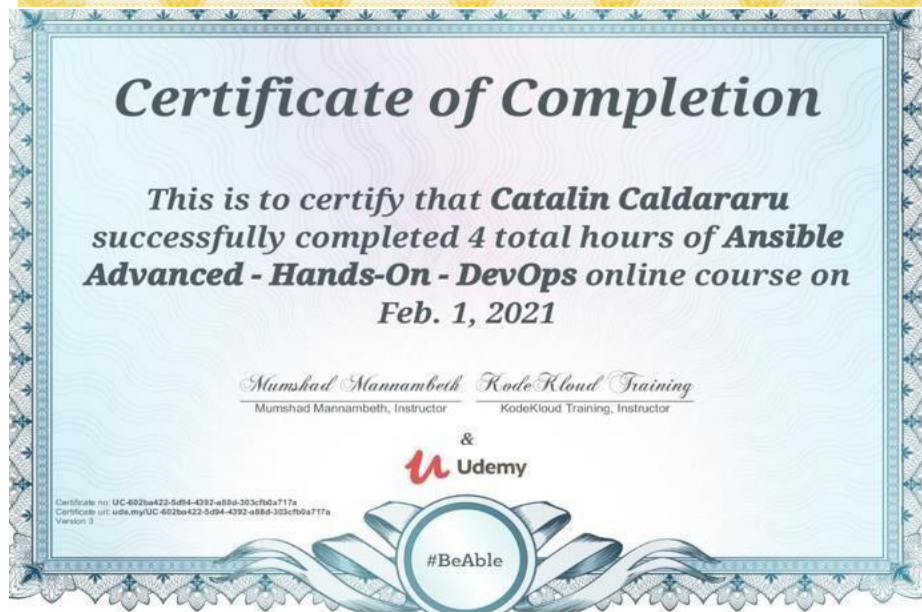 Certificate of Completion
This is to certify that Catalin Caldararu
successfully completed 4 total hours of Ansible
Advanced - Hands-On - DevOps online course on
Feb. 1, 2021
Mumshad Mannambeth KodeKloud Training
Mumshad Mannambeth, Instructor KodeKloud Training, Instructor
&
Udemy
Certificate no: UC-602ba422-5d94-4392-a88d-303cfb0a717a
Certificate url: ude.my/UC-602ba422-5d94-4392-a88d-303cfb0a717a
Version 3
#BeAble